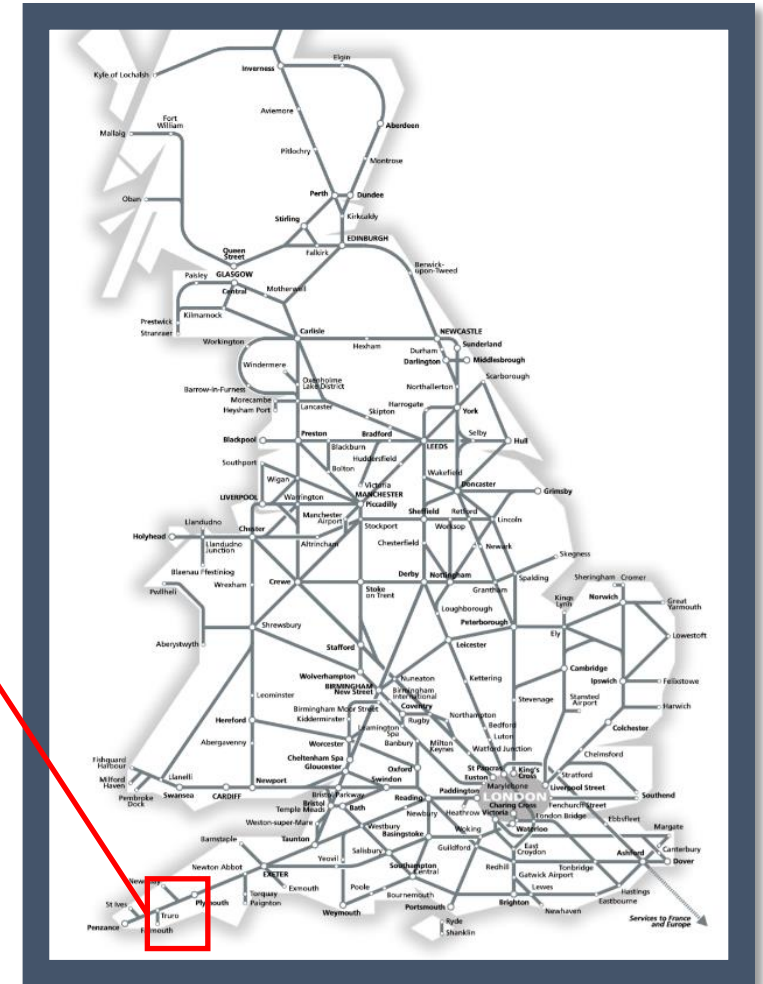 Elgin
Inverness
Kyle of Lochalsh
Aviemore
Fort
William
Mallaig
Aberdeen
Pitlochry
Montrose
Oban
Perth
Dundee
Stirling
Kirkcaldy
EDINBURGH
Queen
Street
Falkirk
Berwick-
upon-Tweed
Paisley
GLASGOW
Central
Motherwell
Prestwick
Kilmarnock
Stranraer
Carlisle
NEWCASTLE
Workington
Hexham
Durham
Sunderland
Darlington
Middlesbrough
Windermere
Oxenholme
Lake District
Northallerton
Scarborough
Barrow-in-Furness
Morecambe
Heysham Port
Lancaster
Harrogate
Skipton
York
Blackpool
Preston
Bradford
Selby
Hull
Blackburn
LEEDS
Huddersfield
Southport
Bolton
Wakefield
Wigan
Victoria
MANCHESTER
Piccadilly
Doncaster
Grimsby
LIVERPOOL
Warrington
Manchester
Airport
Sheffield
Retford
Lincoln
Llandudno
Chester
Stockport
Worksop
Holyhead
Llandudno
Junction
Altrincham
Chesterfield
Newark
Skegness
Blaenau Ffestiniog
Pwllheli
Wrexham
Crewe
Stoke
on Trent
Derby
Nottingham
Grantham
Spalding
Sheringham
Cromer
Kings
Lynn
Norwich
Great
Yarmouth
Loughborough
Peterborough
Shrewsbury
Ely
Lowestoft
Aberystwyth
Stafford
Leicester
Wolverhampton
Cambridge
BIRMINGHAM
New Street
Nuneaton
Kettering
Ipswich
Felixstowe
Birmingham
International
Leominster
Coventry
Stevenage
Stansted
Airport
Harwich
Birmingham Moor Street
Kidderminster
Rugby
Northampton
Hereford
Leamington
Spa
Bedford
Colchester
Worcester
Banbury
Milton
Keynes
Luton
Abergavenny
Watford Junction
Chelmsford
Cheltenham Spa
Gloucester
Oxford
St Pancras
King's
Cross
Stratford
Fishguard
Harbour
Euston
Milford
Haven
Llanelli
Newport
Swindon
Marylebone
Liverpool Street
Pembroke
Dock
Swansea
CARDIFF
Bristol Parkway
Reading
Paddington
LONDON
Southend
Bristol
Temple Meads
Bath
Charing Cross
Fenchurch Street
Newbury
Heathrow
Victoria
London Bridge
Ebbsfleet
Weston-super-Mare
Westbury
Basingstoke
Woking
Waterloo
Margate
Barnstaple
Taunton
East
Croydon
Canterbury
Yeovil
Salisbury
Guildford
Ashford
Dover
Newton Abbot
Southampton
Central
Redhill
Tonbridge
EXETER
Gatwick Airport
Exmouth
Poole
Lewes
Hastings
Torquay
Paignton
Bournemouth
Eastbourne
St Ives
Plymouth
Weymouth
Portsmouth
Brighton
Newhaven
Truro
Ryde
Services to France
and Europe
Penzance
Falmouth
Shanklin